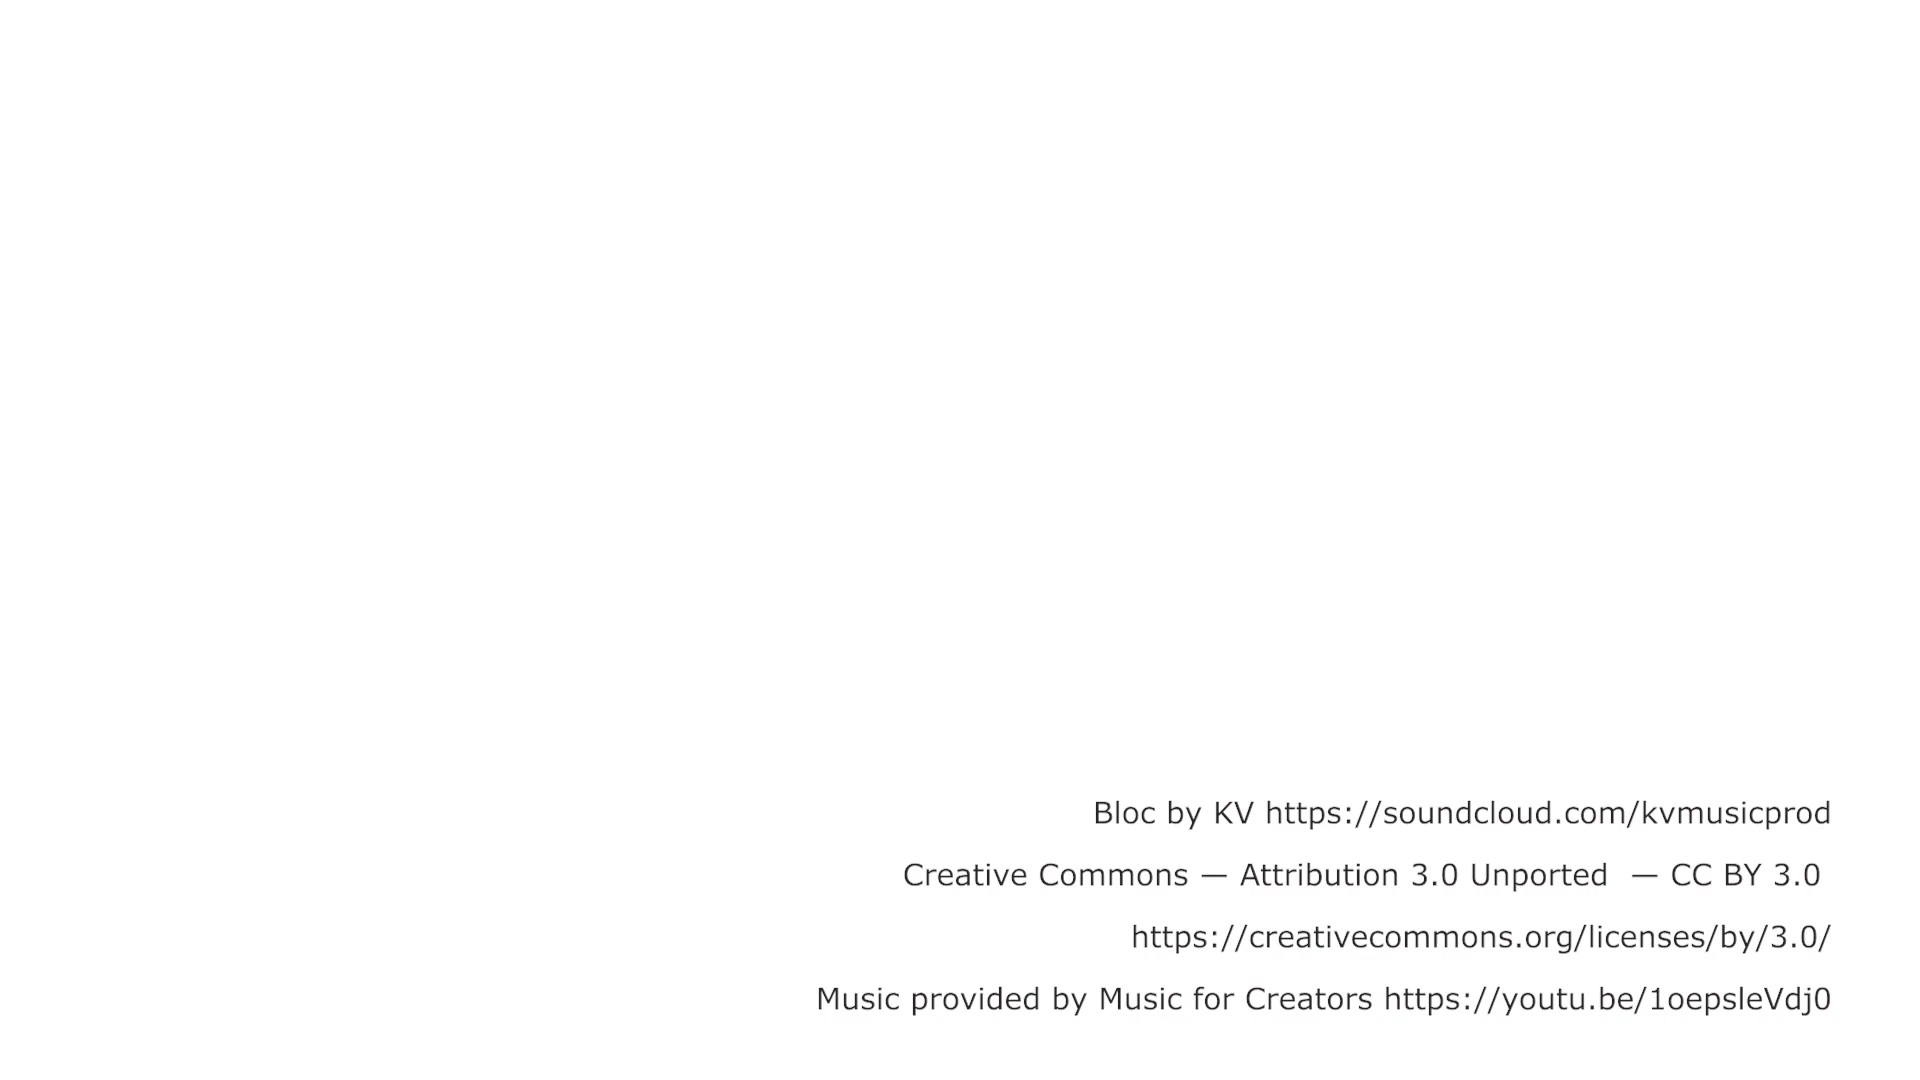 Bloc by KV https://soundcloud.com/kvmusicprod
Creative Commons — Attribution 3.0 Unported  — CC BY 3.0
https://creativecommons.org/licenses/by/3.0/
Music provided by Music for Creators https://youtu.be/1oepsleVdj0